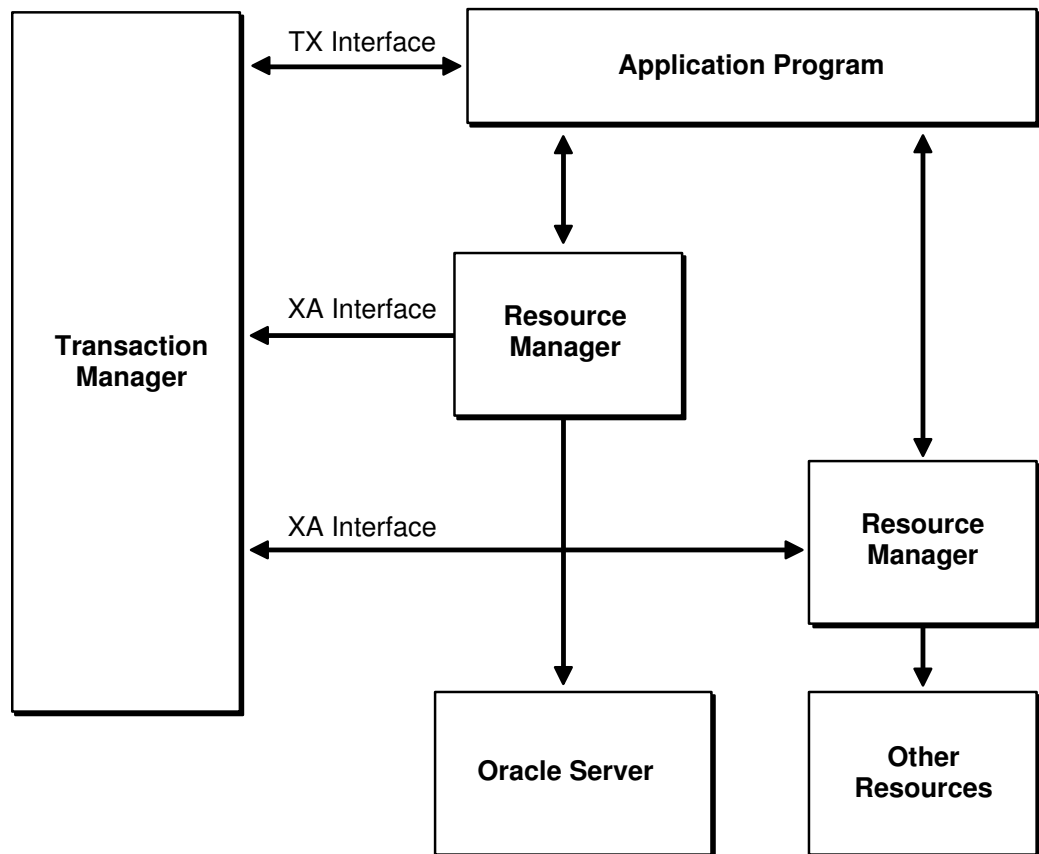 TX Interface
Application Program
XA Interface
Resource
Manager
Transaction
Manager
XA Interface
Resource
Manager
Oracle Server
Other
Resources